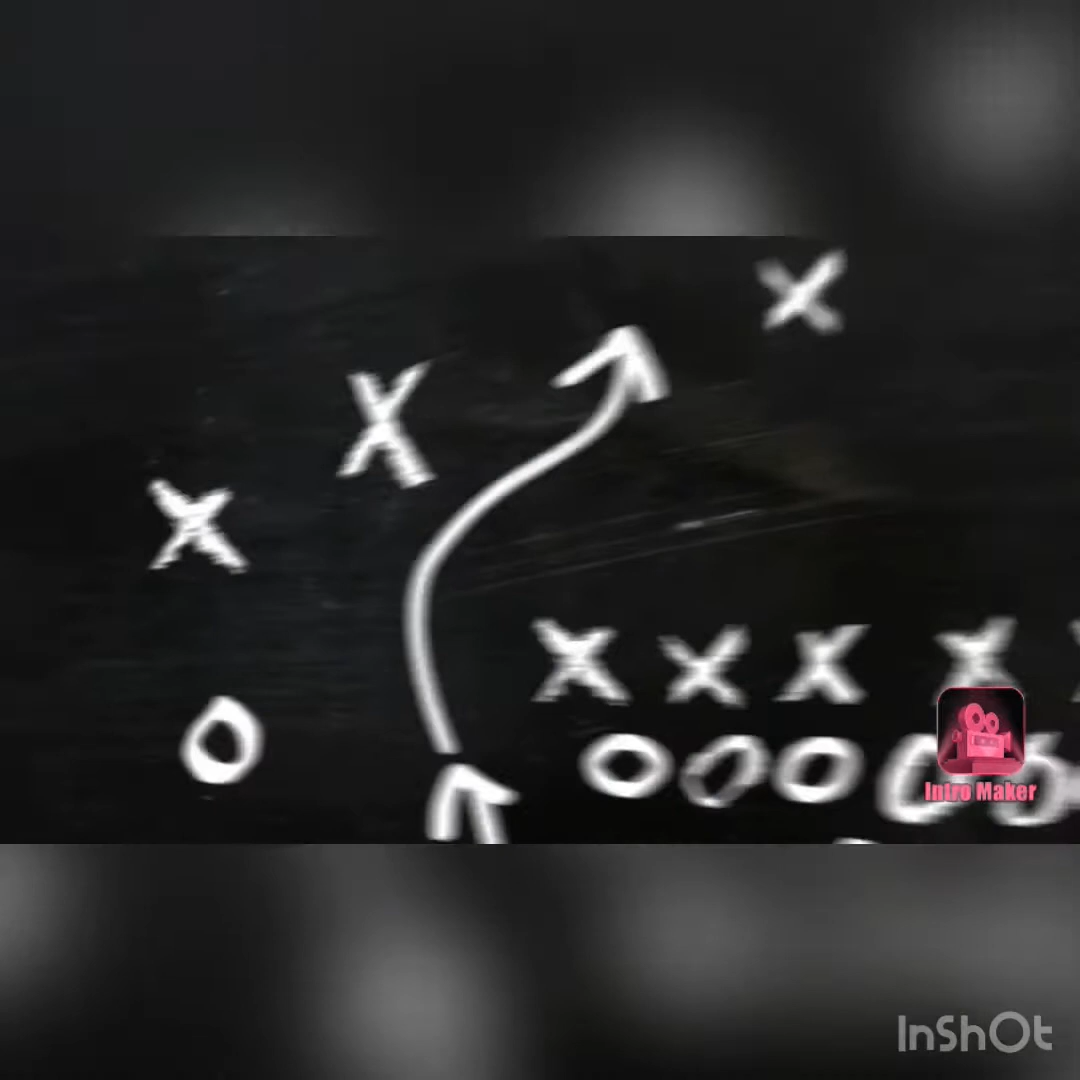 X
X
X
X X X X
O
O O O O O
Intro Maker
InShOt